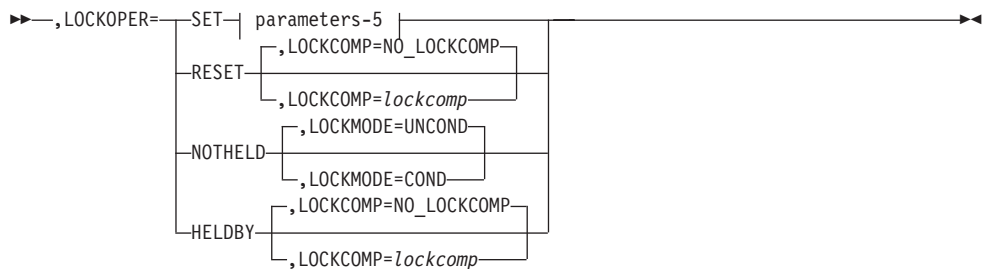 ,LOCKOPER= SET parameters-5
,LOCKCOMP=NO_LOCKCOMP
RESET
,LOCKCOMP=lockcomp
,LOCKMODE=UNCOND
NOTHELD
,LOCKMODE=COND
,LOCKCOMP=NO_LOCKCOMP
HELDBY
,LOCKCOMP=lockcomp